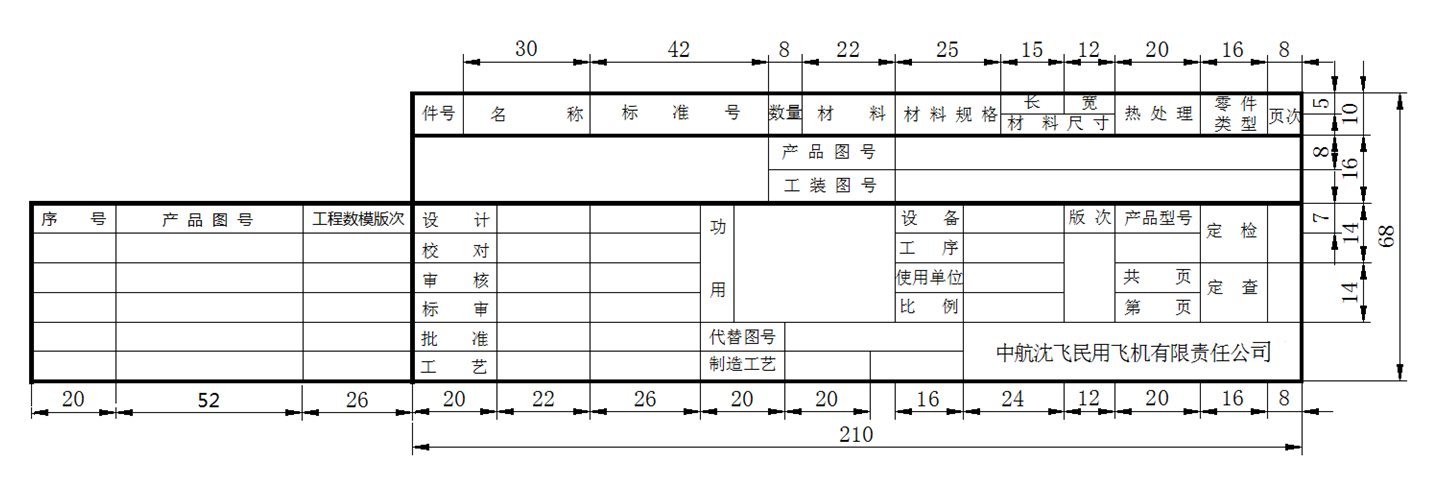 30 42 8 22 25 15 12 20 16 8
件号 名 称 标 准 号 数量 材 料 材料规格 长 宽 热处理 零件 页次 5 10
材料尺寸 类型
产品图号 8 16
工装图号
68
序 号 产品图号 工程数模版次 设 计 功 设 备 版次 产品型号 定 检 7 14
校 对 工 序
审 核 用 使用单位 共 页 定 查 14
标 审 比 例 第 页
批 准 代替图号 中航沈飞民用飞机有限责任公司
工 艺 制造工艺
20 52 26 20 22 26 20 20 16 24 12 20 16 8
210